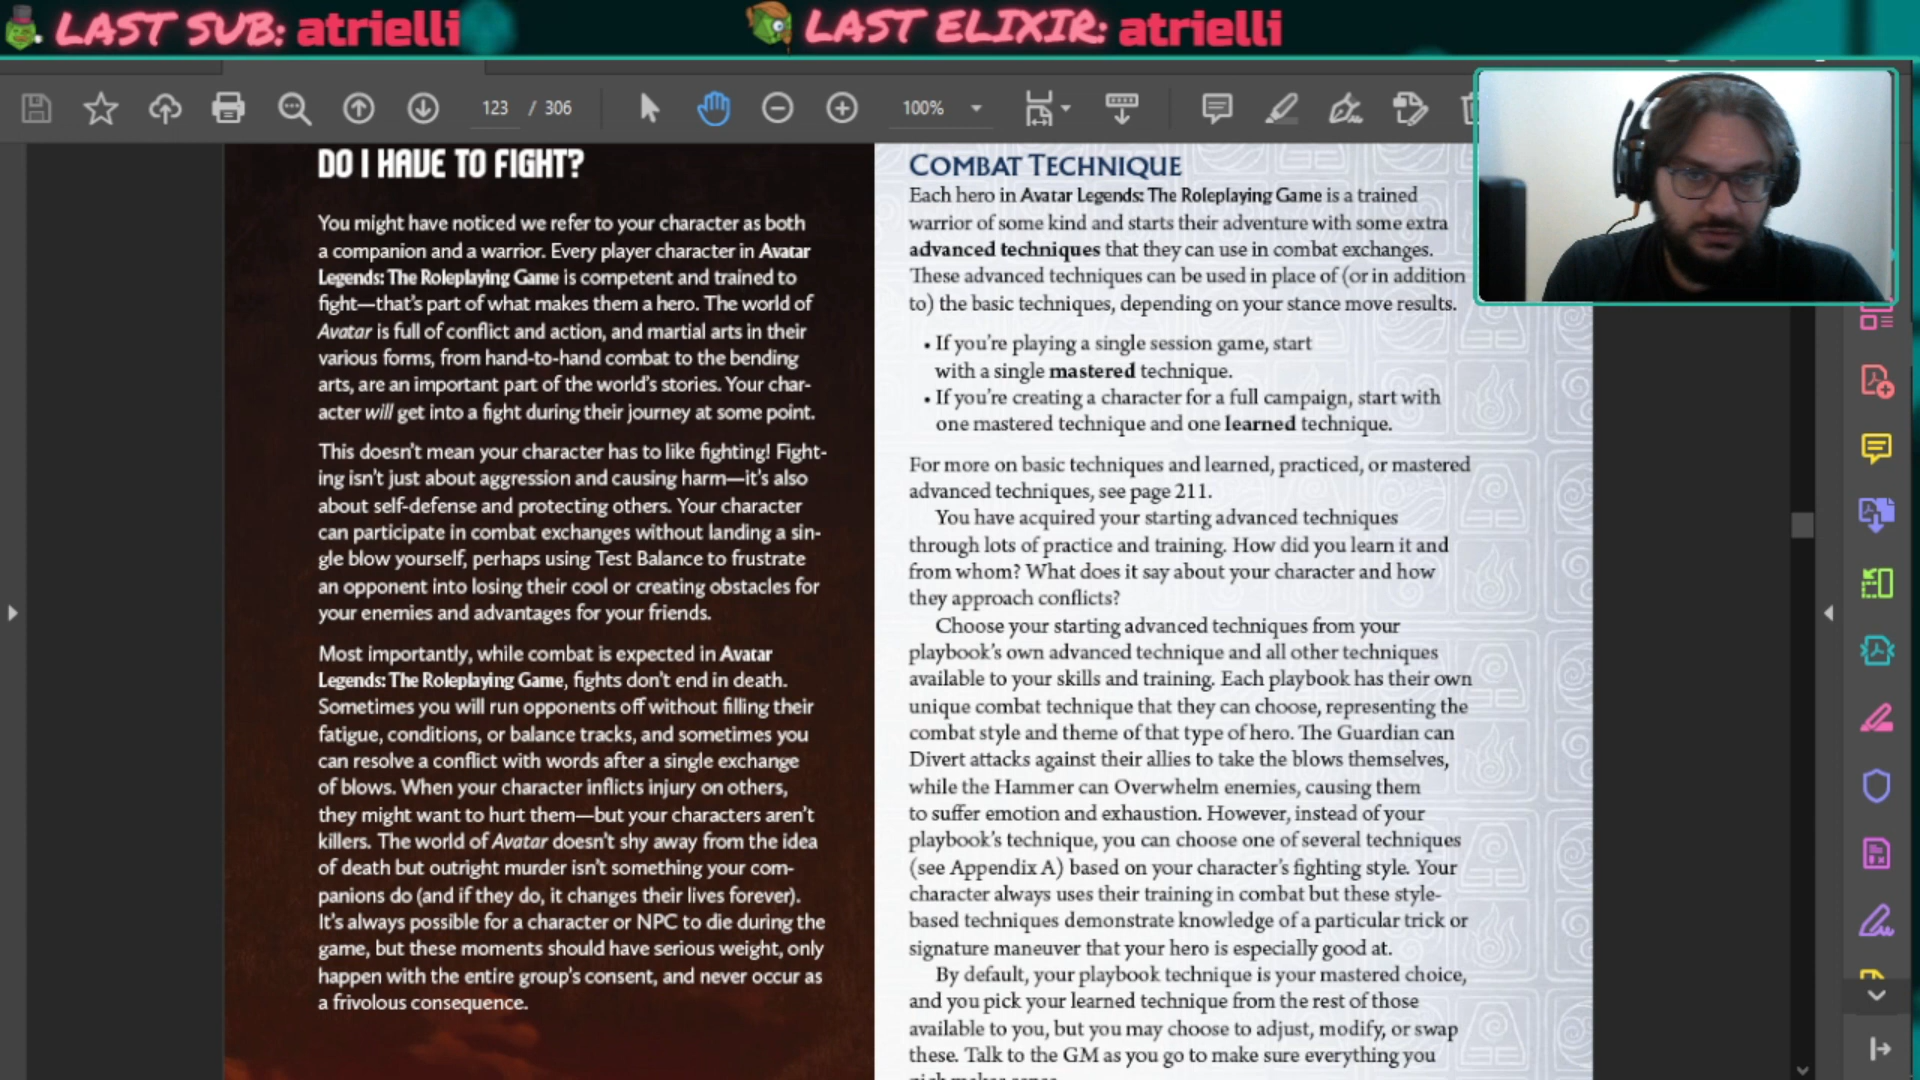 LAST SUB: atrielli
LAST ELIXIR: atrielli
123 / 306
100%
DO I HAVE TO FIGHT?
You might have noticed we refer to your character as both
a companion and a warrior. Every player character in Avatar
Legends: The Roleplaying Game is competent and trained to
fight—that's part of what makes them a hero. The world of
Avatar is full of conflict and action, and martial arts in their
various forms, from hand-to-hand combat to the bending
arts, are an important part of the world's stories. Your char-
acter will get into a fight during their journey at some point.
This doesn't mean your character has to like fighting! Fight-
ing isn't just about aggression and causing harm—it's also
about self-defense and protecting others. Your character
can participate in combat exchanges without landing a sin-
gle blow yourself, perhaps using Test Balance to frustrate
an opponent into losing their cool or creating obstacles for
your enemies and advantages for your friends.
Most importantly, while combat is expected in Avatar
Legends: The Roleplaying Game, fights don't end in death.
Sometimes you will run opponents off without filling their
fatigue, conditions, or balance tracks, and sometimes you
can resolve a conflict with words after a single exchange
of blows. When your character inflicts injury on others,
they might want to hurt them—but your characters aren't
killers. The world of Avatar doesn't shy away from the idea
of death but outright murder isn't something your com-
panions do (and if they do, it changes their lives forever).
It's always possible for a character or NPC to die during the
game, but these moments should have serious weight, only
happen with the entire group's consent, and never occur as
a frivolous consequence.
COMBAT TECHNIQUE
Each hero in Avatar Legends: The Roleplaying Game is a trained
warrior of some kind and starts their adventure with some extra
advanced techniques that they can use in combat exchanges.
These advanced techniques can be used in place of (or in addition
to) the basic techniques, depending on your stance move results.
• If you're playing a single session game, start
with a single mastered technique.
• If you're creating a character for a full campaign, start with
one mastered technique and one learned technique.
For more on basic techniques and learned, practiced, or mastered
advanced techniques, see page 211.
You have acquired your starting advanced techniques
through lots of practice and training. How did you learn it and
from whom? What does it say about your character and how
they approach conflicts?
Choose your starting advanced techniques from your
playbook's own advanced technique and all other techniques
available to your skills and training. Each playbook has their own
unique combat technique that they can choose, representing the
combat style and theme of that type of hero. The Guardian can
Divert attacks against their allies to take the blows themselves,
while the Hammer can Overwhelm enemies, causing them
to suffer emotion and exhaustion. However, instead of your
playbook's technique, you can choose one of several techniques
(see Appendix A) based on your character's fighting style. Your
character always uses their training in combat but these style-
based techniques demonstrate knowledge of a particular trick or
signature maneuver that your hero is especially good at.
By default, your playbook technique is your mastered choice,
and you pick your learned technique from the rest of those
available to you, but you may choose to adjust, modify, or swap
these. Talk to the GM as you go to make sure everything you